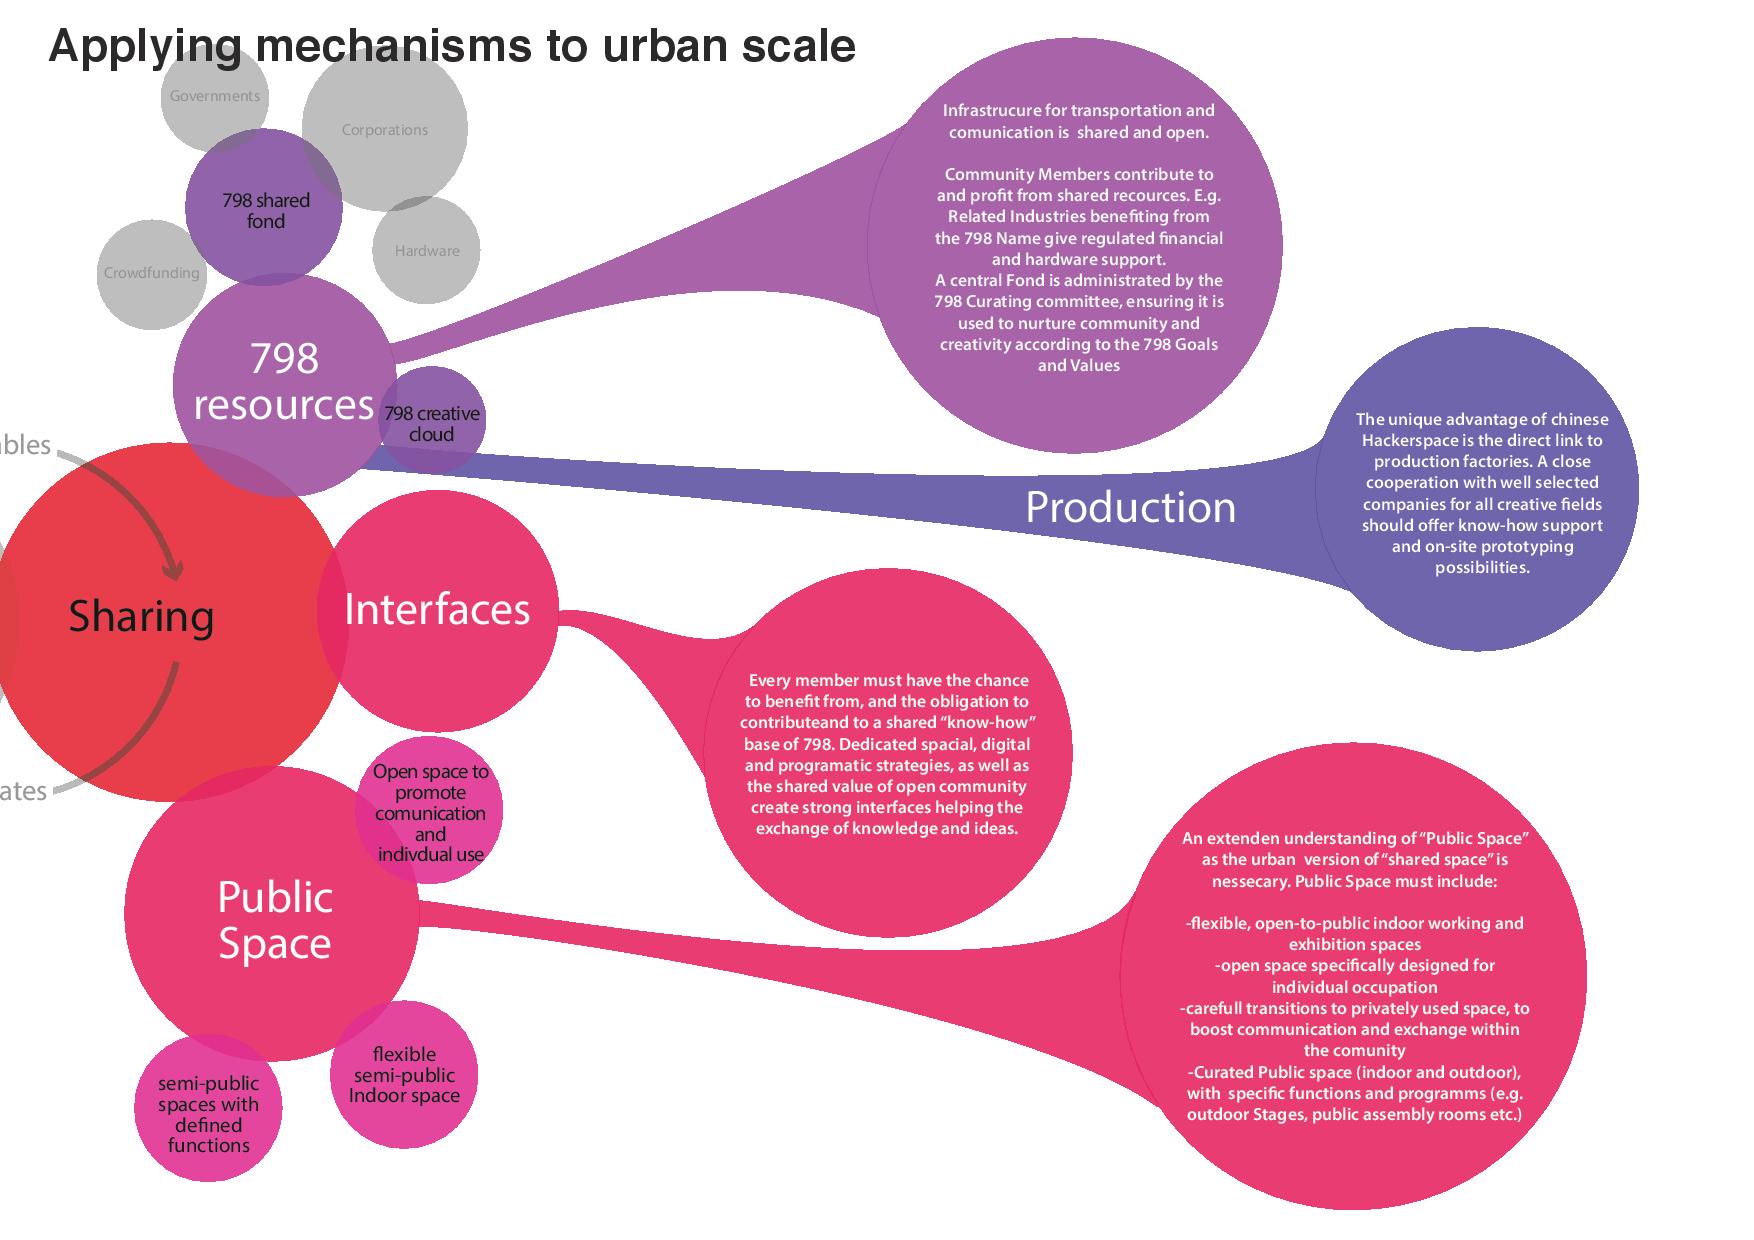 Applying mechanisms to urban scale
Governments
Corporations
798 shared
fond
Hardware
Crowdfunding
798
resources
798 creative
cloud
Infrastrucure for transportation and
comunication is shared and open.
Community Members contribute to
and profit from shared recources. E.g.
Related Industries benefiting from
the 798 Name give regulated financial
and hardware support.
A central Fond is administrated by the
798 Curating committee, ensuring it is
used to nurture community and
creativity according to the 798 Goals
and Values
Production
The unique advantage of chinese
Hackerspace is the direct link to
production factories. A close
cooperation with well selected
companies for all creative fields
should offer know-how support
and on-site prototyping
possibilities.
ables
Sharing
ates
Interfaces
Every member must have the chance
to benefit from, and the obligation to
contributeand to a shared “know-how”
base of 798. Dedicated spacial, digital
and programatic strategies, as well as
the shared value of open community
create strong interfaces helping the
exchange of knowledge and ideas.
Open space to
promote
comunication
and
indivdual use
Public
Space
semi-public
spaces with
defined
functions
flexible
semi-public
Indoor space
An extenden understanding of “Public Space”
as the urban version of “shared space” is
nessecary. Public Space must include:
-flexible, open-to-public indoor working and
exhibition spaces
-open space specifically designed for
individual occupation
-carefull transitions to privately used space, to
boost communication and exchange within
the comunity
-Curated Public space (indoor and outdoor),
with specific functions and programms (e.g.
outdoor Stages, public assembly rooms etc.)